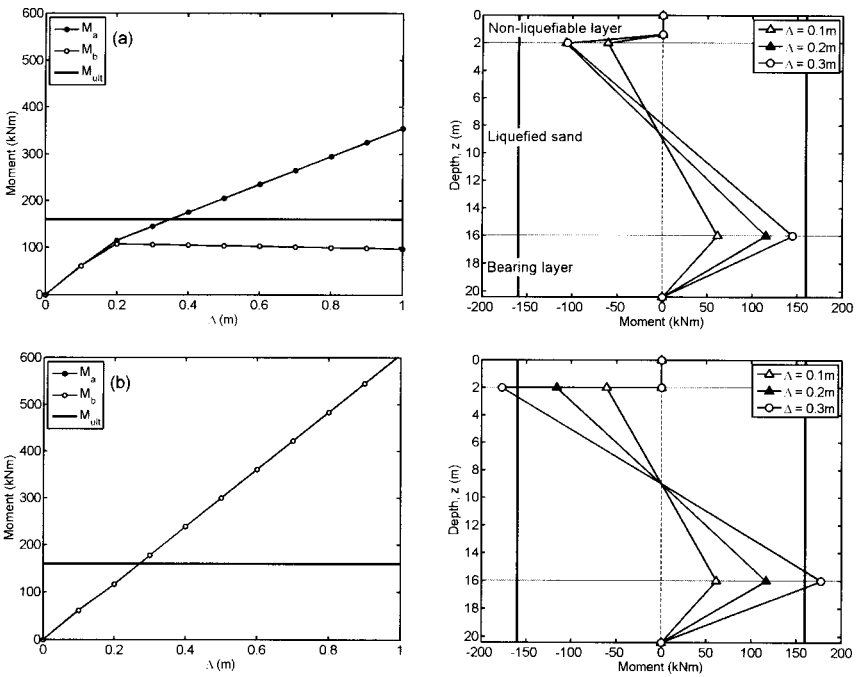 600
500
400
300
200
100
0
Moment (kNm)
Ma
Mb
Mult
(a)
0 0.2 0.4 0.6 0.8 1
Δ (m)
0
2
4
6
8
10
12
14
16
18
20
Depth, z (m)
Non-liquefiable layer
Liquefied sand
Bearing layer
Λ = 0.1m
Λ = 0.2m
Λ = 0.3m
-200 -150 -100 -50 0 50 100 150 200
Moment (kNm)
600
500
400
300
200
100
0
Moment (kNm)
Ma
Mb
Mult
(b)
0 0.2 0.4 0.6 0.8 1
Δ (m)
0
2
4
6
8
10
12
14
16
18
20
Depth, z (m)
Λ = 0.1m
Λ = 0.2m
Λ = 0.3m
-200 -150 -100 -50 0 50 100 150 200
Moment (kNm)